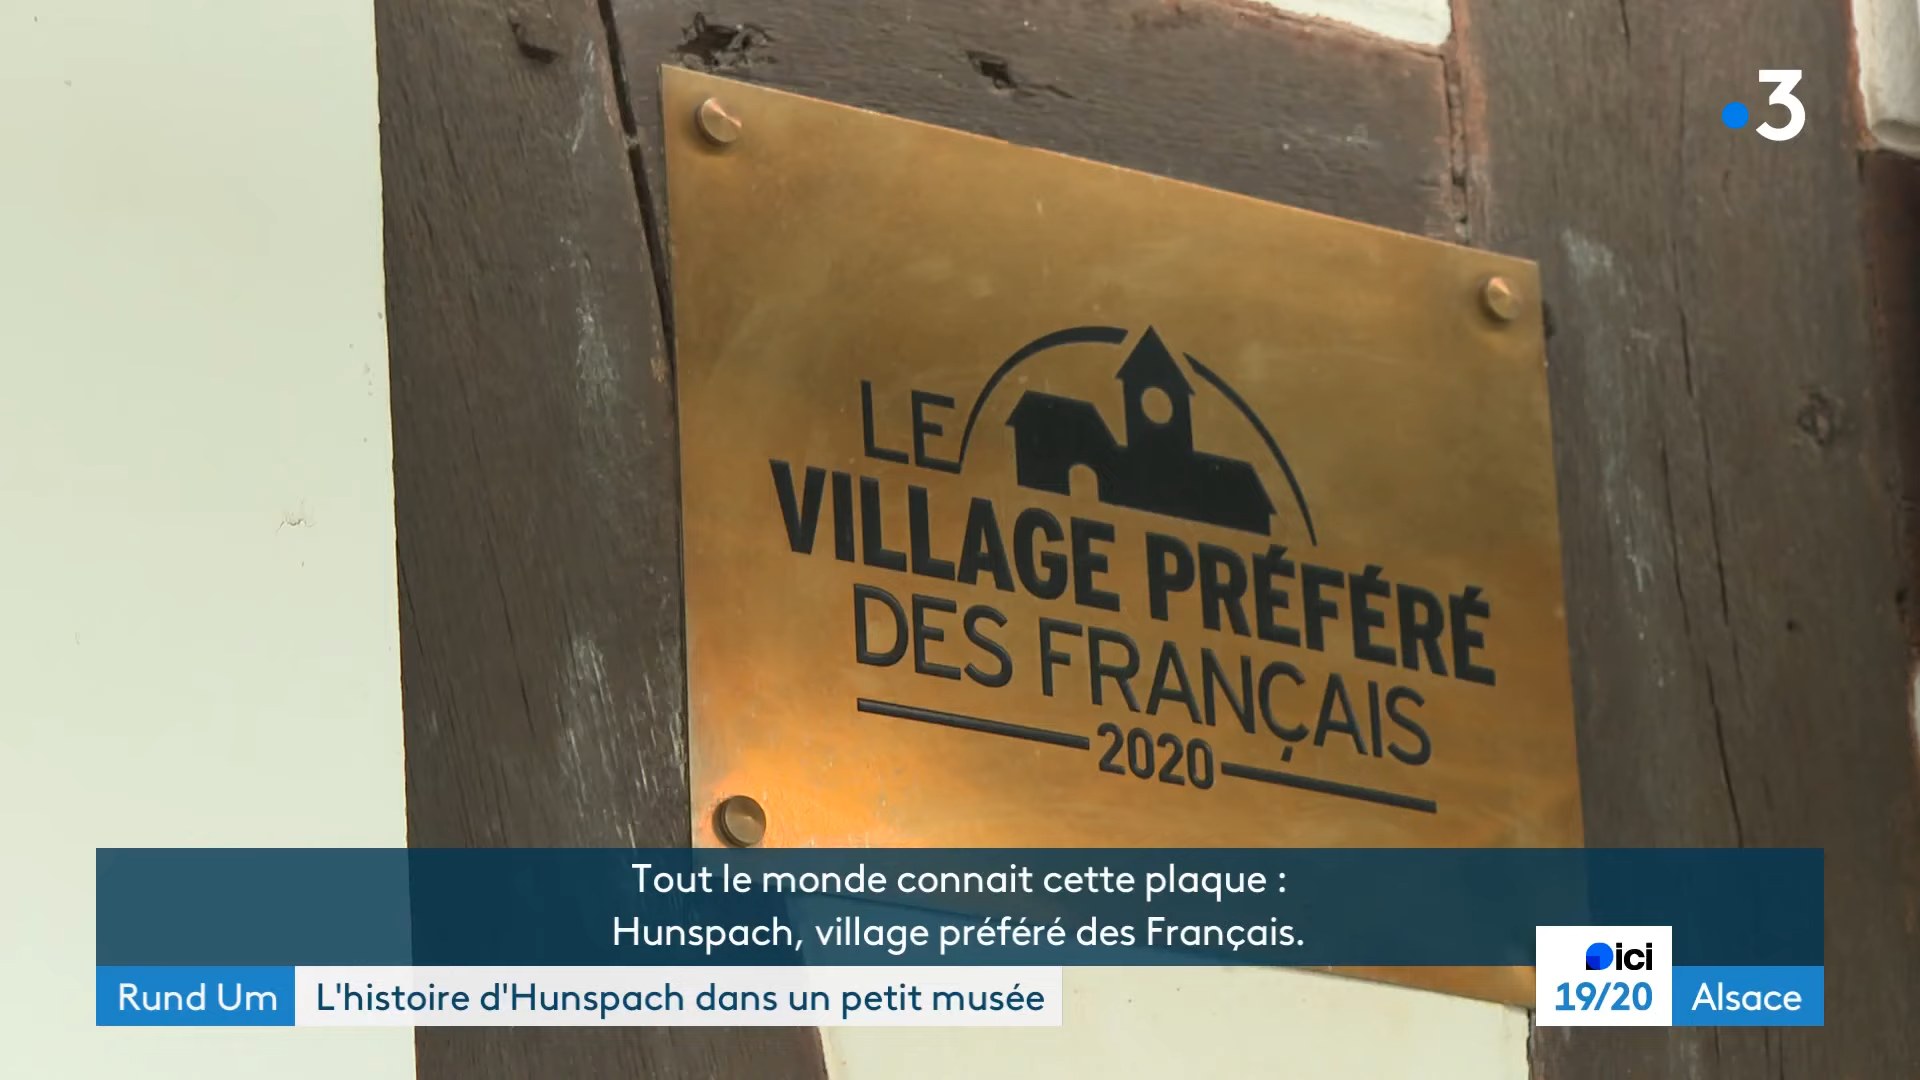 3
LE
VILLAGE PRÉFÉRÉ
DES FRANÇAIS
2020
Tout le monde connait cette plaque :
Hunspach, village préféré des Français.
ici
19/20
Rund Um
L'histoire d'Hunspach dans un petit musée
Alsace